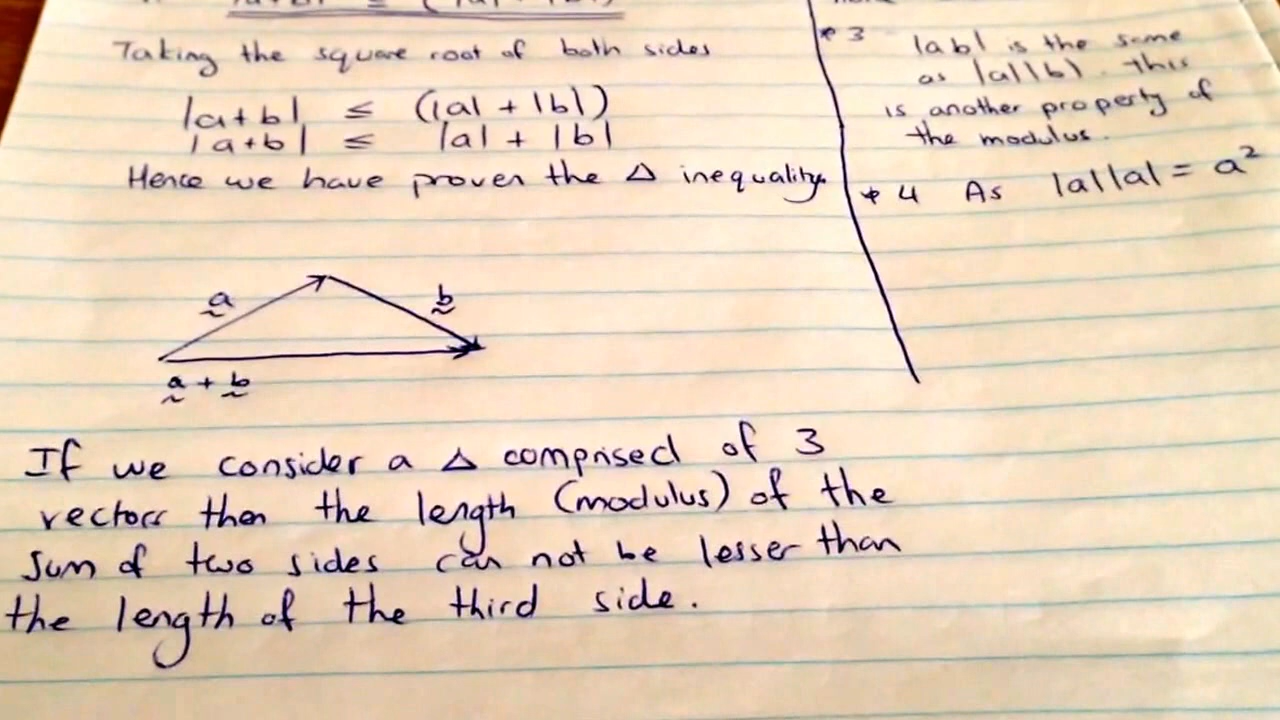 Taking the square root of both sides
|a+b| ≤ (|a| + |b|)
|a+b| ≤ |a| + |b|
Hence we have proven the Δ inequality.
* 3 |ab| is the same
as |a||b|. This
is another property of
the modulus.
* 4 As |a||a| = a²
a
b
a + b
If we consider a Δ comprised of 3
vectors then the length (modulus) of the
sum of two sides can not be lesser than
the length of the third side.